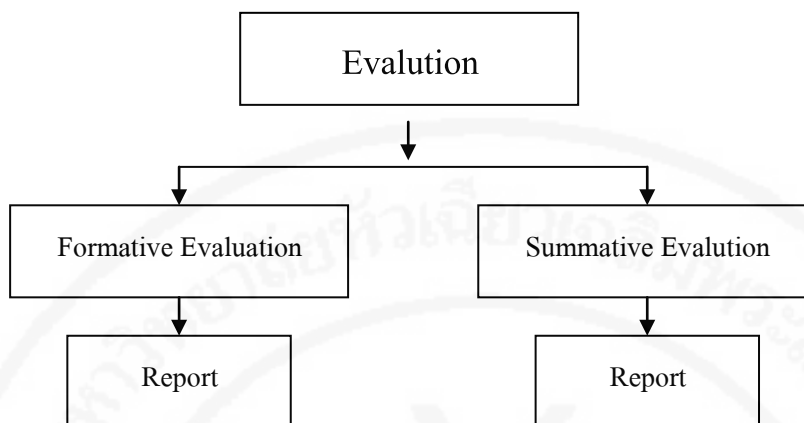 Evalution
Formative Evaluation
Summative Evalution
Report
Report